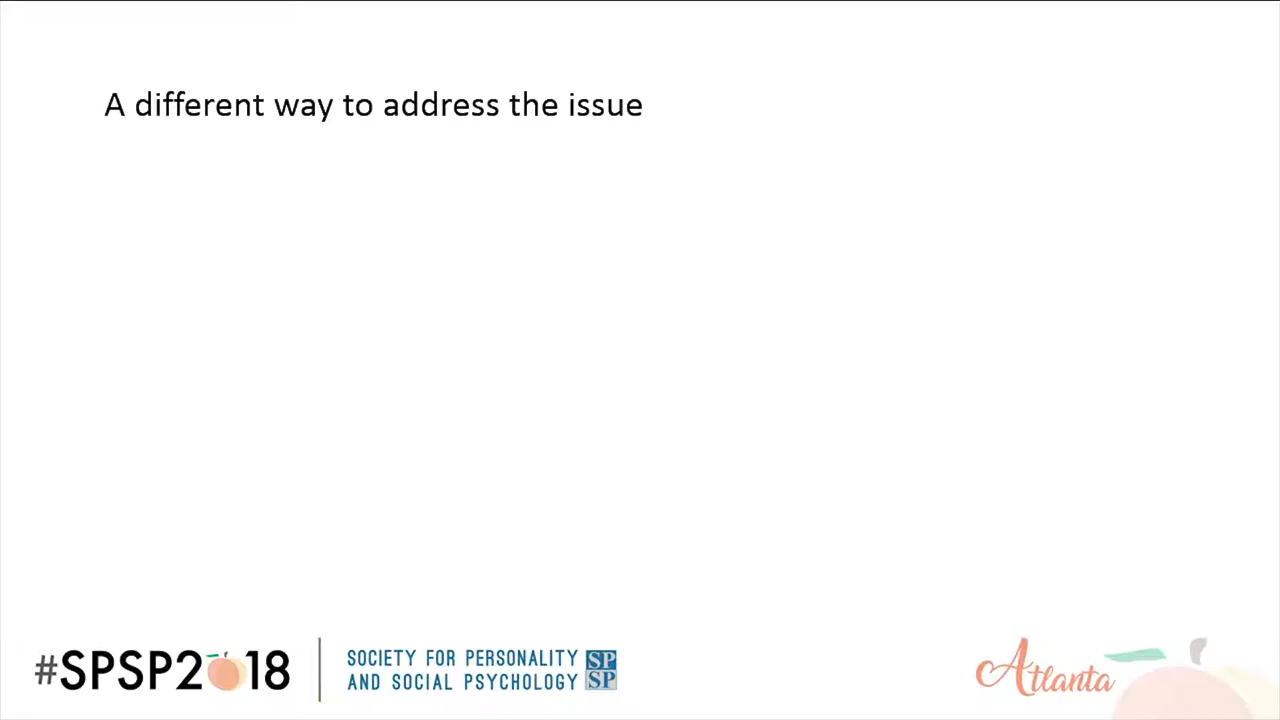 A different way to address the issue
#SPSP2018
SOCIETY FOR PERSONALITY
AND SOCIAL PSYCHOLOGY
SP
SP
Atlanta